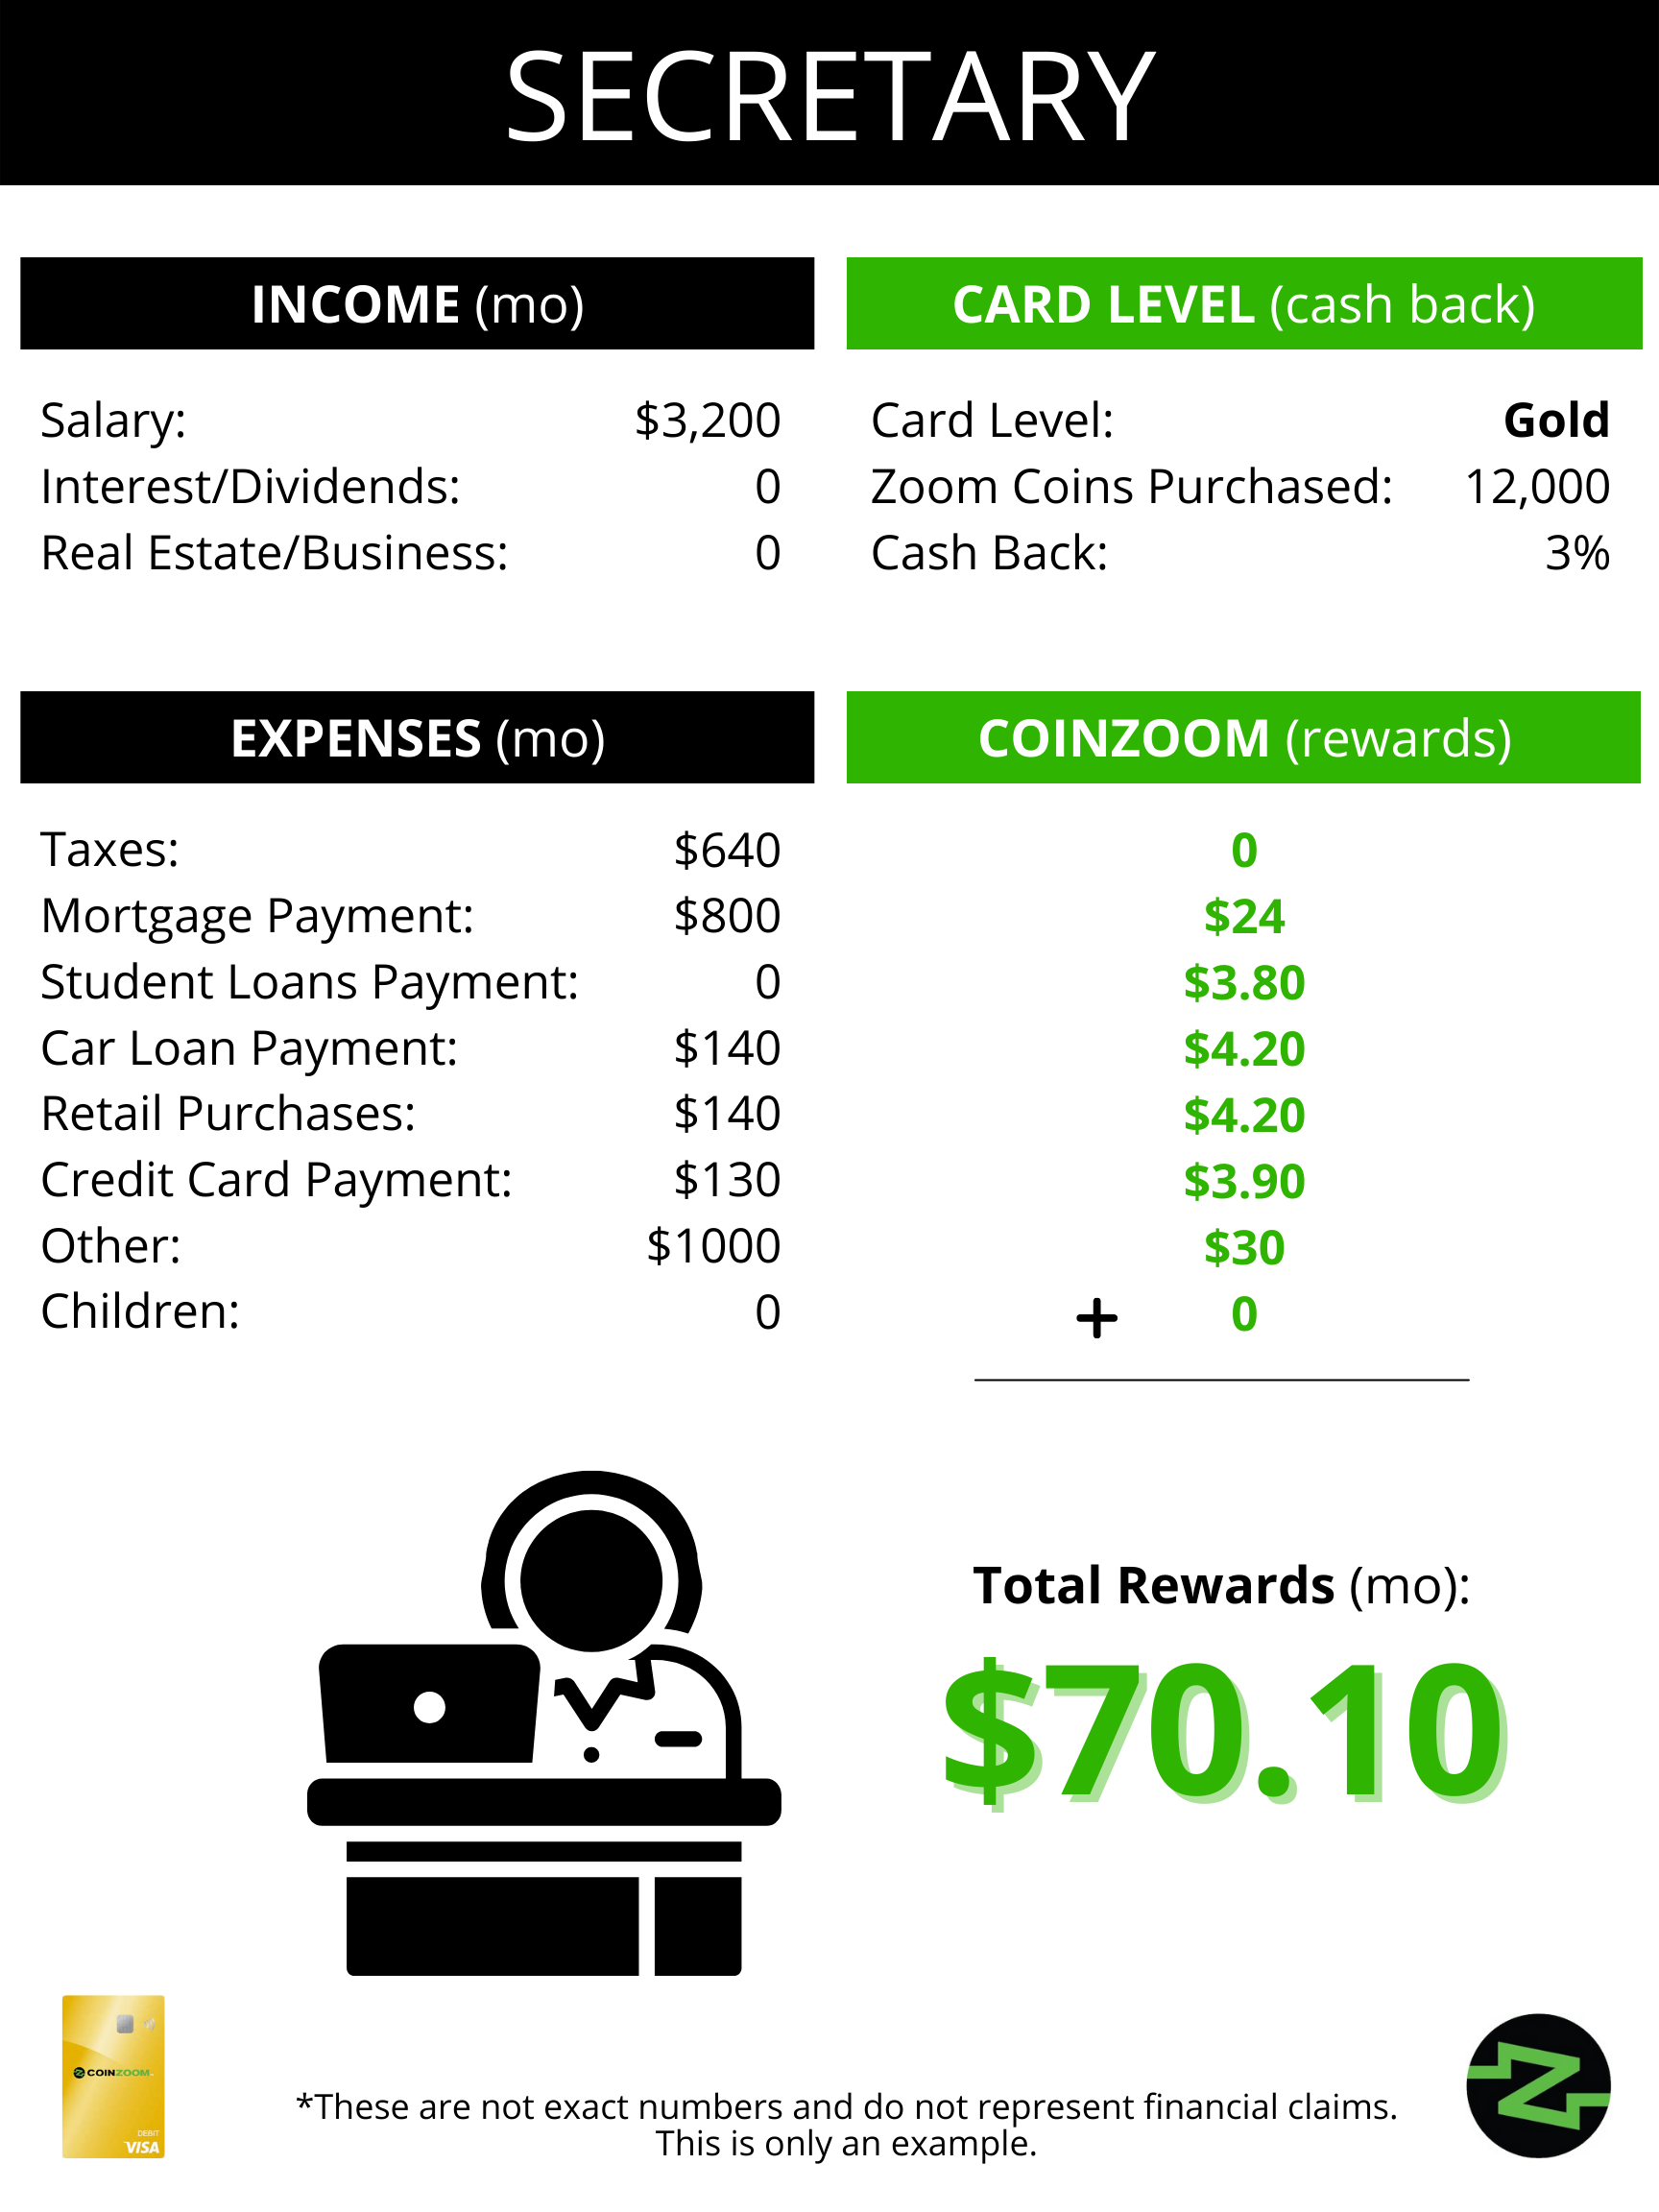 SECRETARY
INCOME (mo)
Salary: $3,200
Interest/Dividends: 0
Real Estate/Business: 0
CARD LEVEL (cash back)
Card Level: Gold
Zoom Coins Purchased: 12,000
Cash Back: 3%
EXPENSES (mo)
Taxes: $640
Mortgage Payment: $800
Student Loans Payment: 0
Car Loan Payment: $140
Retail Purchases: $140
Credit Card Payment: $130
Other: $1000
Children: 0
COINZOOM (rewards)
0
$24
$3.80
$4.20
$4.20
$3.90
$30
+ 0
Total Rewards (mo):
$70.10
COINZOOM
DEBIT
VISA
*These are not exact numbers and do not represent financial claims.
This is only an example.